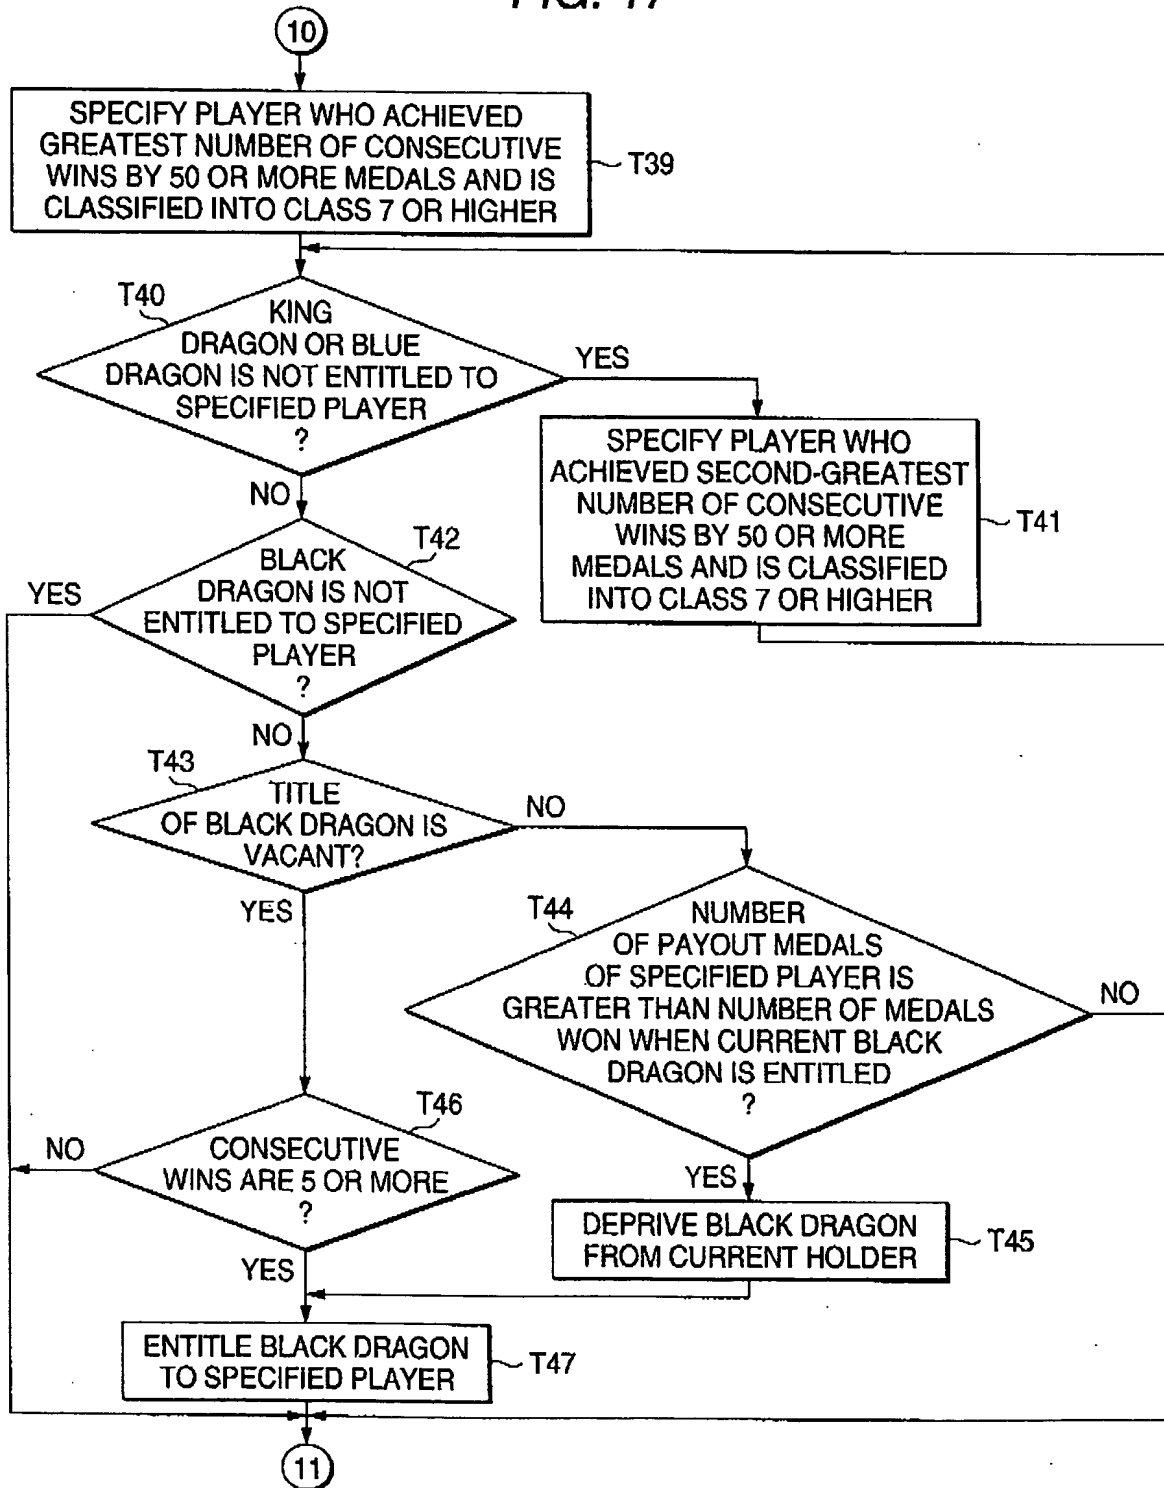 FIG. 17
10
SPECIFY PLAYER WHO ACHIEVED
GREATEST NUMBER OF CONSECUTIVE
WINS BY 50 OR MORE MEDALS AND IS
CLASSIFIED INTO CLASS 7 OR HIGHER
T39
T40
KING
DRAGON OR BLUE
DRAGON IS NOT ENTITLED TO
SPECIFIED PLAYER
?
YES
NO
SPECIFY PLAYER WHO
ACHIEVED SECOND-GREATEST
NUMBER OF CONSECUTIVE
WINS BY 50 OR MORE
MEDALS AND IS CLASSIFIED
INTO CLASS 7 OR HIGHER
T41
T42
BLACK
DRAGON IS NOT
ENTITLED TO SPECIFIED
PLAYER
?
YES
NO
T43
TITLE
OF BLACK DRAGON IS
VACANT?
NO
YES
T44
NUMBER
OF PAYOUT MEDALS
OF SPECIFIED PLAYER IS
GREATER THAN NUMBER OF MEDALS
WON WHEN CURRENT BLACK
DRAGON IS ENTITLED
?
NO
YES
T46
CONSECUTIVE
WINS ARE 5 OR MORE
?
NO
YES
DEPRIVE BLACK DRAGON
FROM CURRENT HOLDER
T45
ENTITLE BLACK DRAGON
TO SPECIFIED PLAYER
T47
11